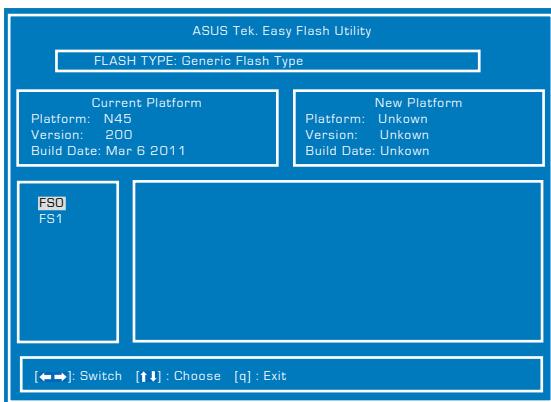 ASUS Tek. Easy Flash Utility
FLASH TYPE: Generic Flash Type
Current Platform
Platform: N45
Version: 200
Build Date: Mar 6 2011
New Platform
Platform: Unkown
Version: Unkown
Build Date: Unkown
FS0
FS1
[←→]: Switch [↑↓] : Choose [q] : Exit